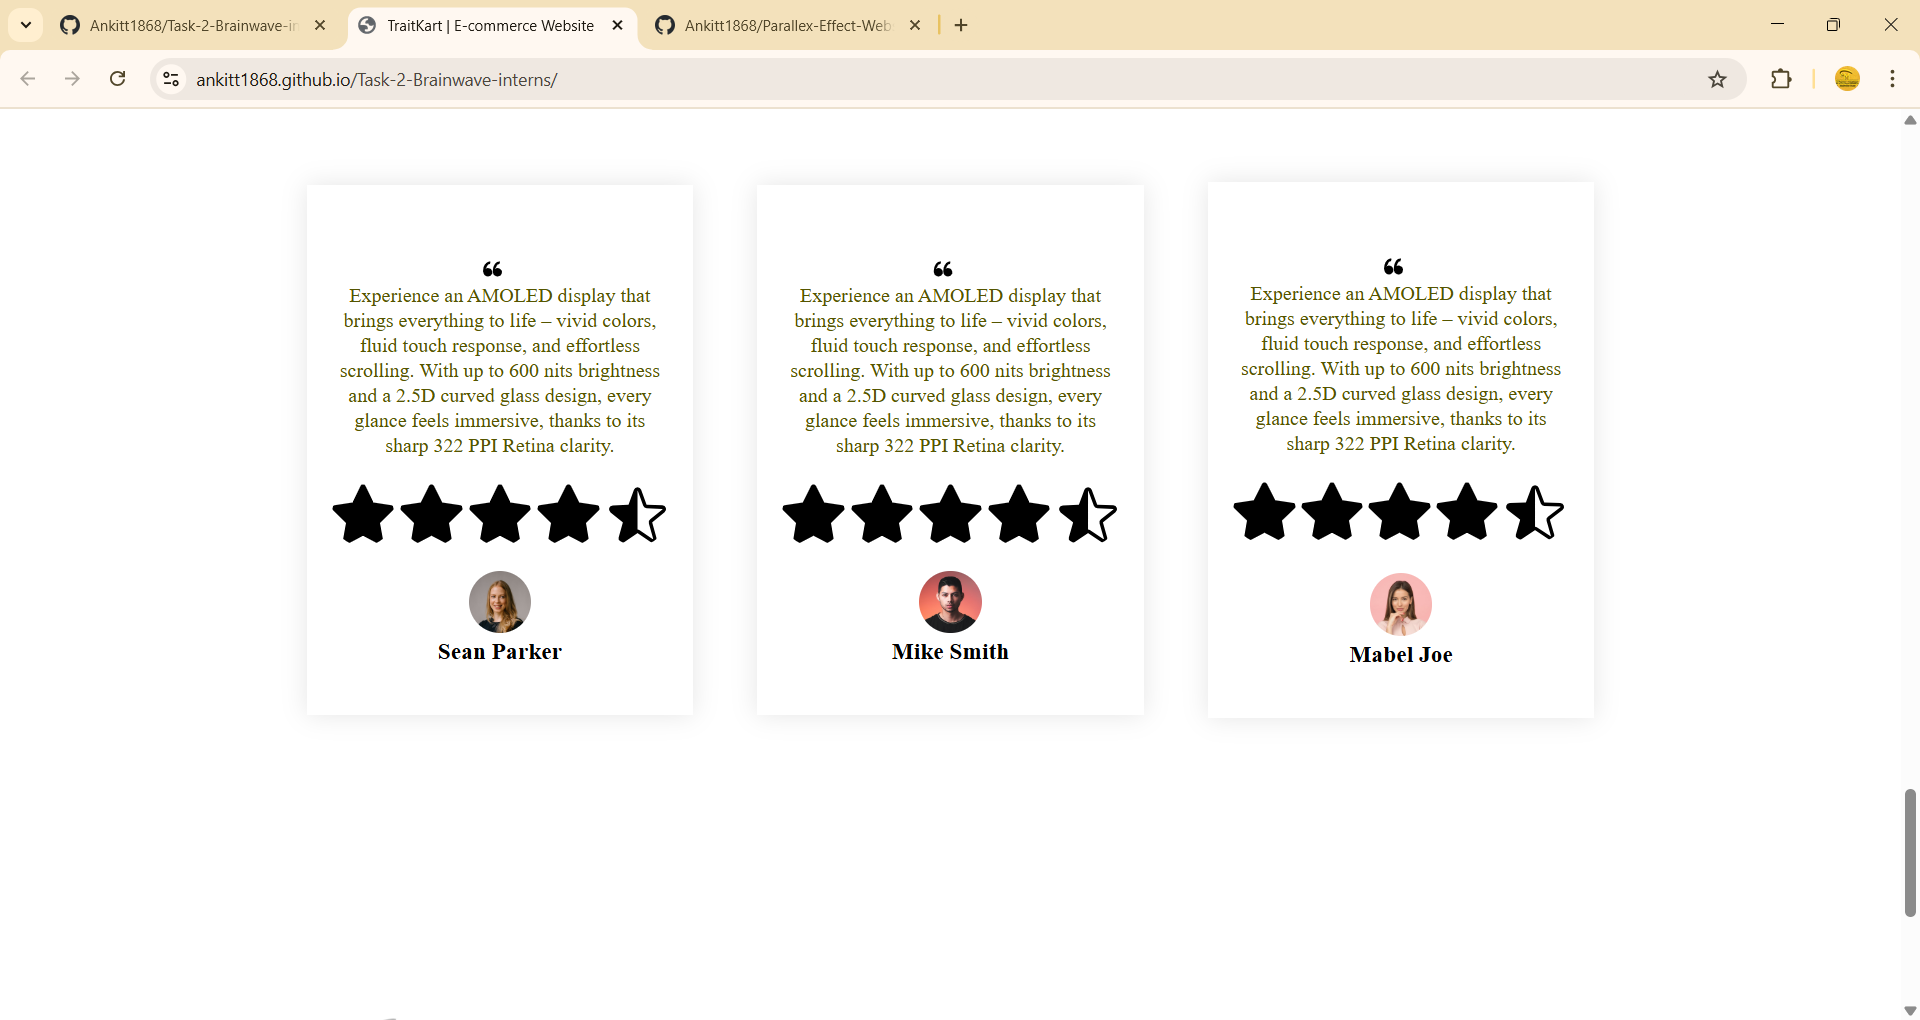 Ankitt1868/Task-2-Brainwave-in
TraitKart | E-commerce Website
Ankitt1868/Parallex-Effect-Web
ankitt1868.github.io/Task-2-Brainwave-interns/
Experience an AMOLED display that
brings everything to life – vivid colors,
fluid touch response, and effortless
scrolling. With up to 600 nits brightness
and a 2.5D curved glass design, every
glance feels immersive, thanks to its
sharp 322 PPI Retina clarity.
Sean Parker
Experience an AMOLED display that
brings everything to life – vivid colors,
fluid touch response, and effortless
scrolling. With up to 600 nits brightness
and a 2.5D curved glass design, every
glance feels immersive, thanks to its
sharp 322 PPI Retina clarity.
Mike Smith
Experience an AMOLED display that
brings everything to life – vivid colors,
fluid touch response, and effortless
scrolling. With up to 600 nits brightness
and a 2.5D curved glass design, every
glance feels immersive, thanks to its
sharp 322 PPI Retina clarity.
Mabel Joe